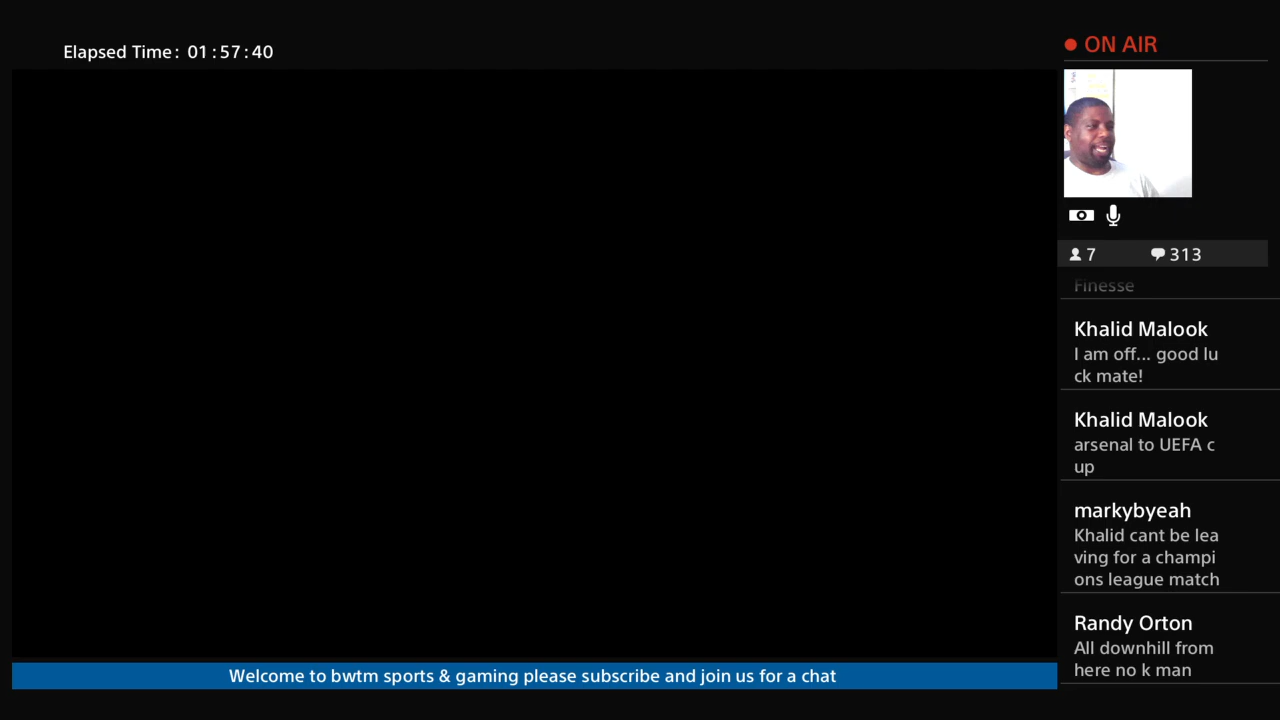 Elapsed Time: 01:57:40
ON AIR
7 313
Finesse
Khalid Malook
I am off... good lu
ck mate!
Khalid Malook
arsenal to UEFA c
up
markybyeah
Khalid cant be lea
ving for a champi
ons league match
Randy Orton
All downhill from
here no k man
Welcome to bwtm sports & gaming please subscribe and join us for a chat